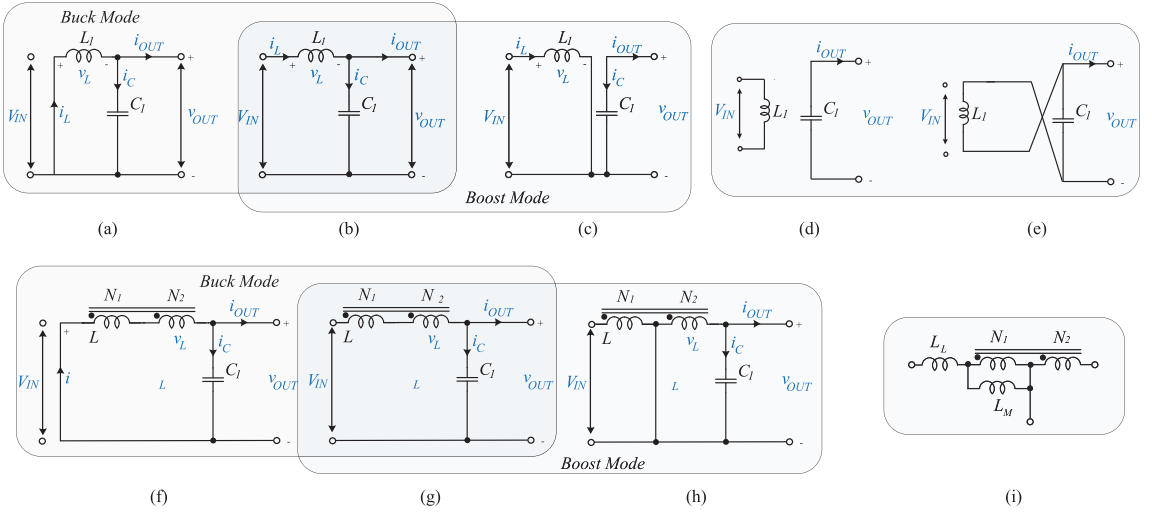 Buck Mode
L1 iOUT
+ - +
vL iC
VIN iL C1 vOUT
-
(a)
iL L1 iOUT
+ - +
vL iC
VIN C1 vOUT
-
(b)
iL L1 iOUT
+ - +
vL iC
VIN C1 vOUT
-
Boost Mode
(c)
iOUT
+
VIN L1 C1 vOUT
-
(d)
iOUT
+
VIN L1 C1 vOUT
-
(e)
Buck Mode
N1 N2 iOUT
+ +
L vL iC
VIN i L C1 vOUT
-
(f)
N1 N2 iOUT
+
L vL iC
VIN L C1 vOUT
-
(g)
N1 N2 iOUT
+
L vL iC
VIN L C1 vOUT
-
Boost Mode
(h)
LL N1 N2
LM
(i)